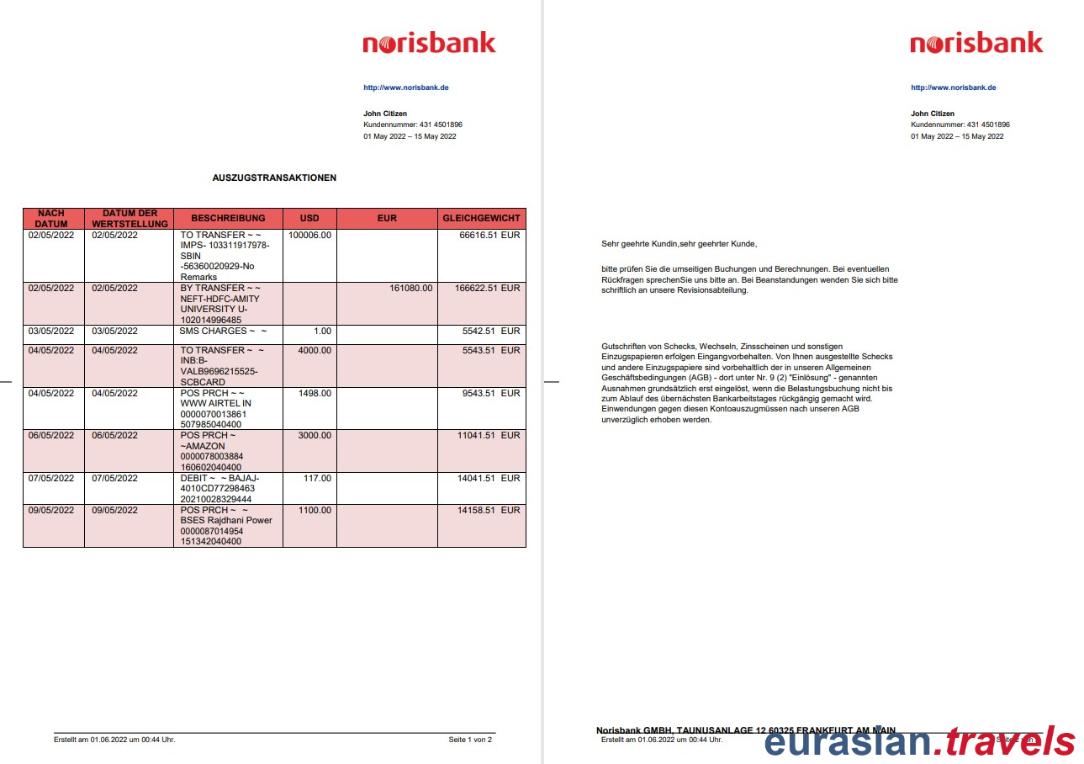 norisbank
http://www.norisbank.de
John Citizen
Kundennummer: 431 4501896
01 May 2022 – 15 May 2022
AUSZUGSTRANSAKTIONEN
NACH DATUM DATUM DER WERTSTELLUNG BESCHREIBUNG USD EUR GLEICHGEWICHT
02/05/2022 02/05/2022 TO TRANSFER ~ ~ 100006.00 66616.51 EUR
IMPS- 103311917978-
SBIN
-56360020929-No
Remarks
02/05/2022 02/05/2022 BY TRANSFER ~ ~ 161080.00 166622.51 EUR
NEFT-HDFC-AMITY
UNIVERSITY U-
102014996485
03/05/2022 03/05/2022 SMS CHARGES ~ ~ 1.00 5542.51 EUR
04/05/2022 04/05/2022 TO TRANSFER ~ ~ 4000.00 5543.51 EUR
INB:B-
VALB9696215525-
SCBCARD
04/05/2022 04/05/2022 POS PRCH ~ ~ 1498.00 9543.51 EUR
WWW AIRTEL IN
0000070013861
507985040400
06/05/2022 06/05/2022 POS PRCH ~ 3000.00 11041.51 EUR
~AMAZON
0000078003884
160602040400
07/05/2022 07/05/2022 DEBIT ~ ~ BAJAJ- 117.00 14041.51 EUR
4010CD77298463
20210028329444
09/05/2022 09/05/2022 POS PRCH ~ ~ 1100.00 14158.51 EUR
BSES Rajdhani Power
0000087014954
151342040400
Erstellt am 01.06.2022 um 00:44 Uhr. Seite 1 von 2
norisbank
http://www.norisbank.de
John Citizen
Kundennummer: 431 4501896
01 May 2022 – 15 May 2022
Sehr geehrte Kundin,sehr geehrter Kunde,
bitte prüfen Sie die umseitigen Buchungen und Berechnungen. Bei eventuellen
Rückfragen sprechenSie uns bitte an. Bei Beanstandungen wenden Sie sich bitte
schriftlich an unsere Revisionsabteilung.
Gutschriften von Schecks, Wechseln, Zinsscheinen und sonstigen
Einzugspapieren erfolgen Eingangvorbehalten. Von Ihnen ausgestellte Schecks
und andere Einzugspapiere sind vorbehaltlich der in unseren Allgemeinen
Geschäftsbedingungen (AGB) - dort unter Nr. 9 (2) "Einlösung" - genannten
Ausnahmen grundsätzlich erst eingelöst, wenn die Belastungsbuchung nicht bis
zum Ablauf des übernächsten Bankarbeitstages rückgängig gemacht wird.
Einwendungen gegen diesen Kontoauszugmüssen nach unseren AGB
unverzüglich erhoben werden.
Norisbank GMBH, TAUNUSANLAGE 12 60325 FRANKFURT AM MAIN
Erstellt am 01.06.2022 um 00:44 Uhr.
eurasian.travels